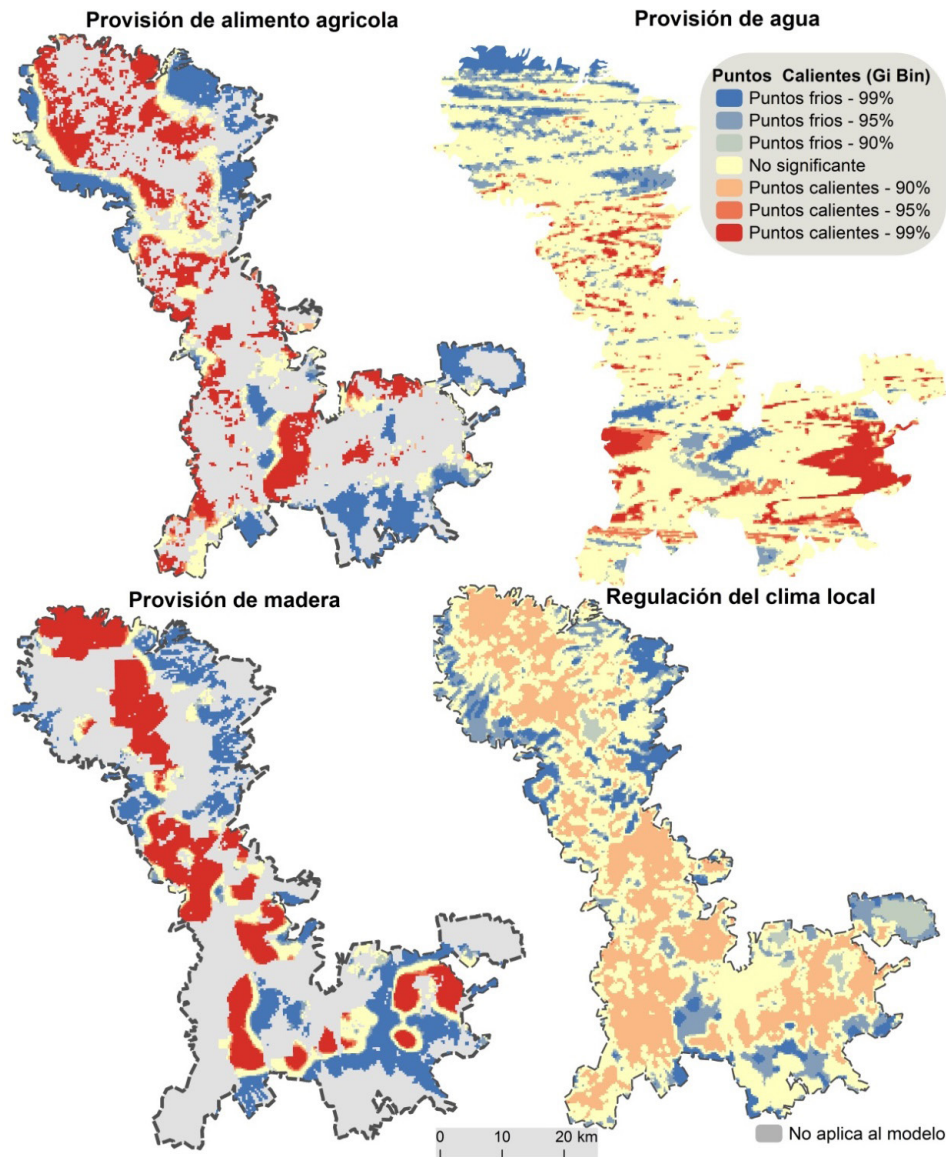 Provisión de alimento agricola
Provisión de agua
Puntos Calientes (Gi Bin)
Puntos frios - 99%
Puntos frios - 95%
Puntos frios - 90%
No significante
Puntos calientes - 90%
Puntos calientes - 95%
Puntos calientes - 99%
Provisión de madera
Regulación del clima local
0 10 20 km
No aplica al modelo